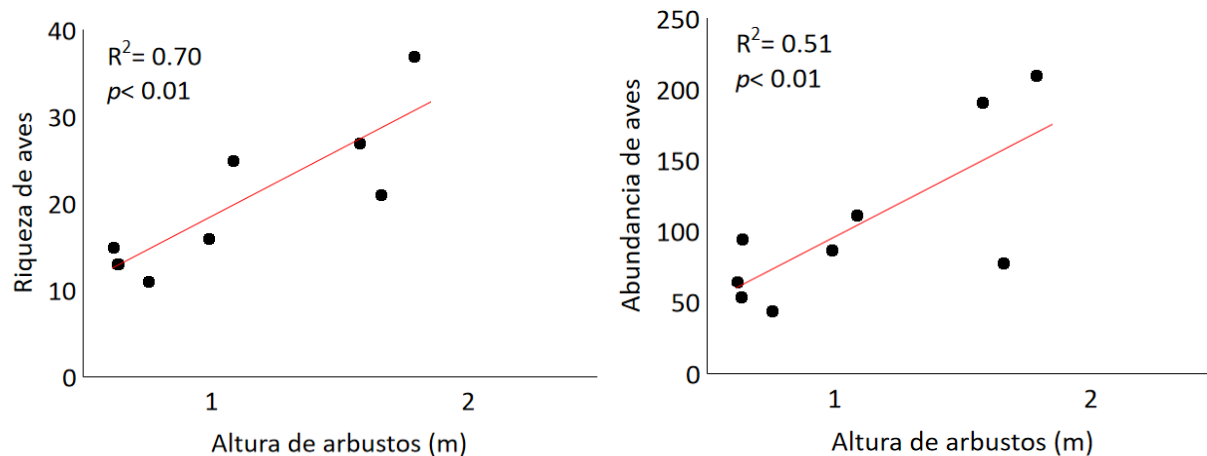 40
30
20
10
0
R²= 0.70
p< 0.01
Riqueza de aves
1 2
Altura de arbustos (m)
250
200
150
100
50
0
R²= 0.51
p< 0.01
Abundancia de aves
1 2
Altura de arbustos (m)